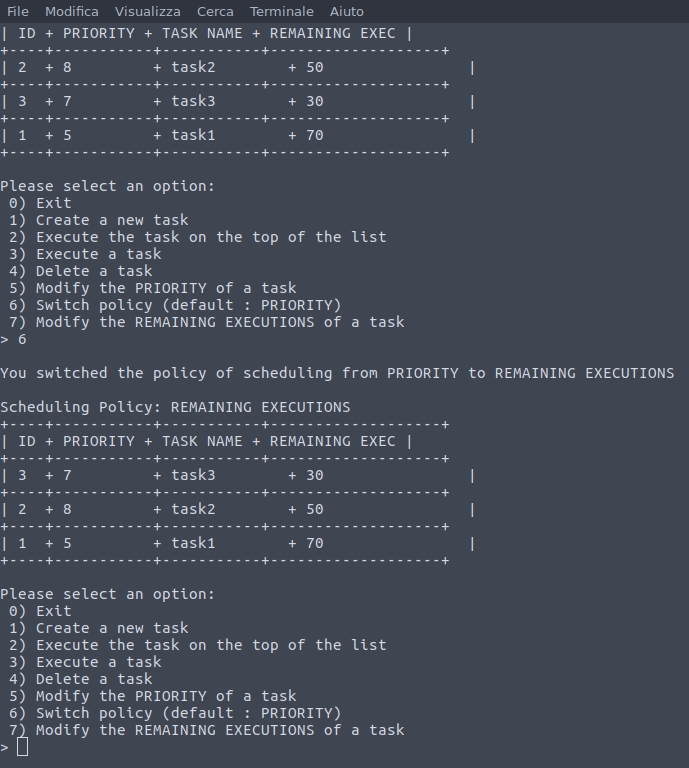 File Modifica Visualizza Cerca Terminale Aiuto
| ID + PRIORITY + TASK NAME + REMAINING EXEC |
+----+-----------+-----------+-------------------+
| 2  + 8         + task2        + 50                |
+----+-----------+-----------+-------------------+
| 3  + 7         + task3        + 30                |
+----+-----------+-----------+-------------------+
| 1  + 5         + task1        + 70                |
+----+-----------+-----------+-------------------+
Please select an option:
 0) Exit
 1) Create a new task
 2) Execute the task on the top of the list
 3) Execute a task
 4) Delete a task
 5) Modify the PRIORITY of a task
 6) Switch policy (default : PRIORITY)
 7) Modify the REMAINING EXECUTIONS of a task
> 6
You switched the policy of scheduling from PRIORITY to REMAINING EXECUTIONS
Scheduling Policy: REMAINING EXECUTIONS
+----+-----------+-----------+-------------------+
| ID + PRIORITY + TASK NAME + REMAINING EXEC |
+----+-----------+-----------+-------------------+
| 3  + 7         + task3        + 30                |
+----+-----------+-----------+-------------------+
| 2  + 8         + task2        + 50                |
+----+-----------+-----------+-------------------+
| 1  + 5         + task1        + 70                |
+----+-----------+-----------+-------------------+
Please select an option:
 0) Exit
 1) Create a new task
 2) Execute the task on the top of the list
 3) Execute a task
 4) Delete a task
 5) Modify the PRIORITY of a task
 6) Switch policy (default : PRIORITY)
 7) Modify the REMAINING EXECUTIONS of a task
>